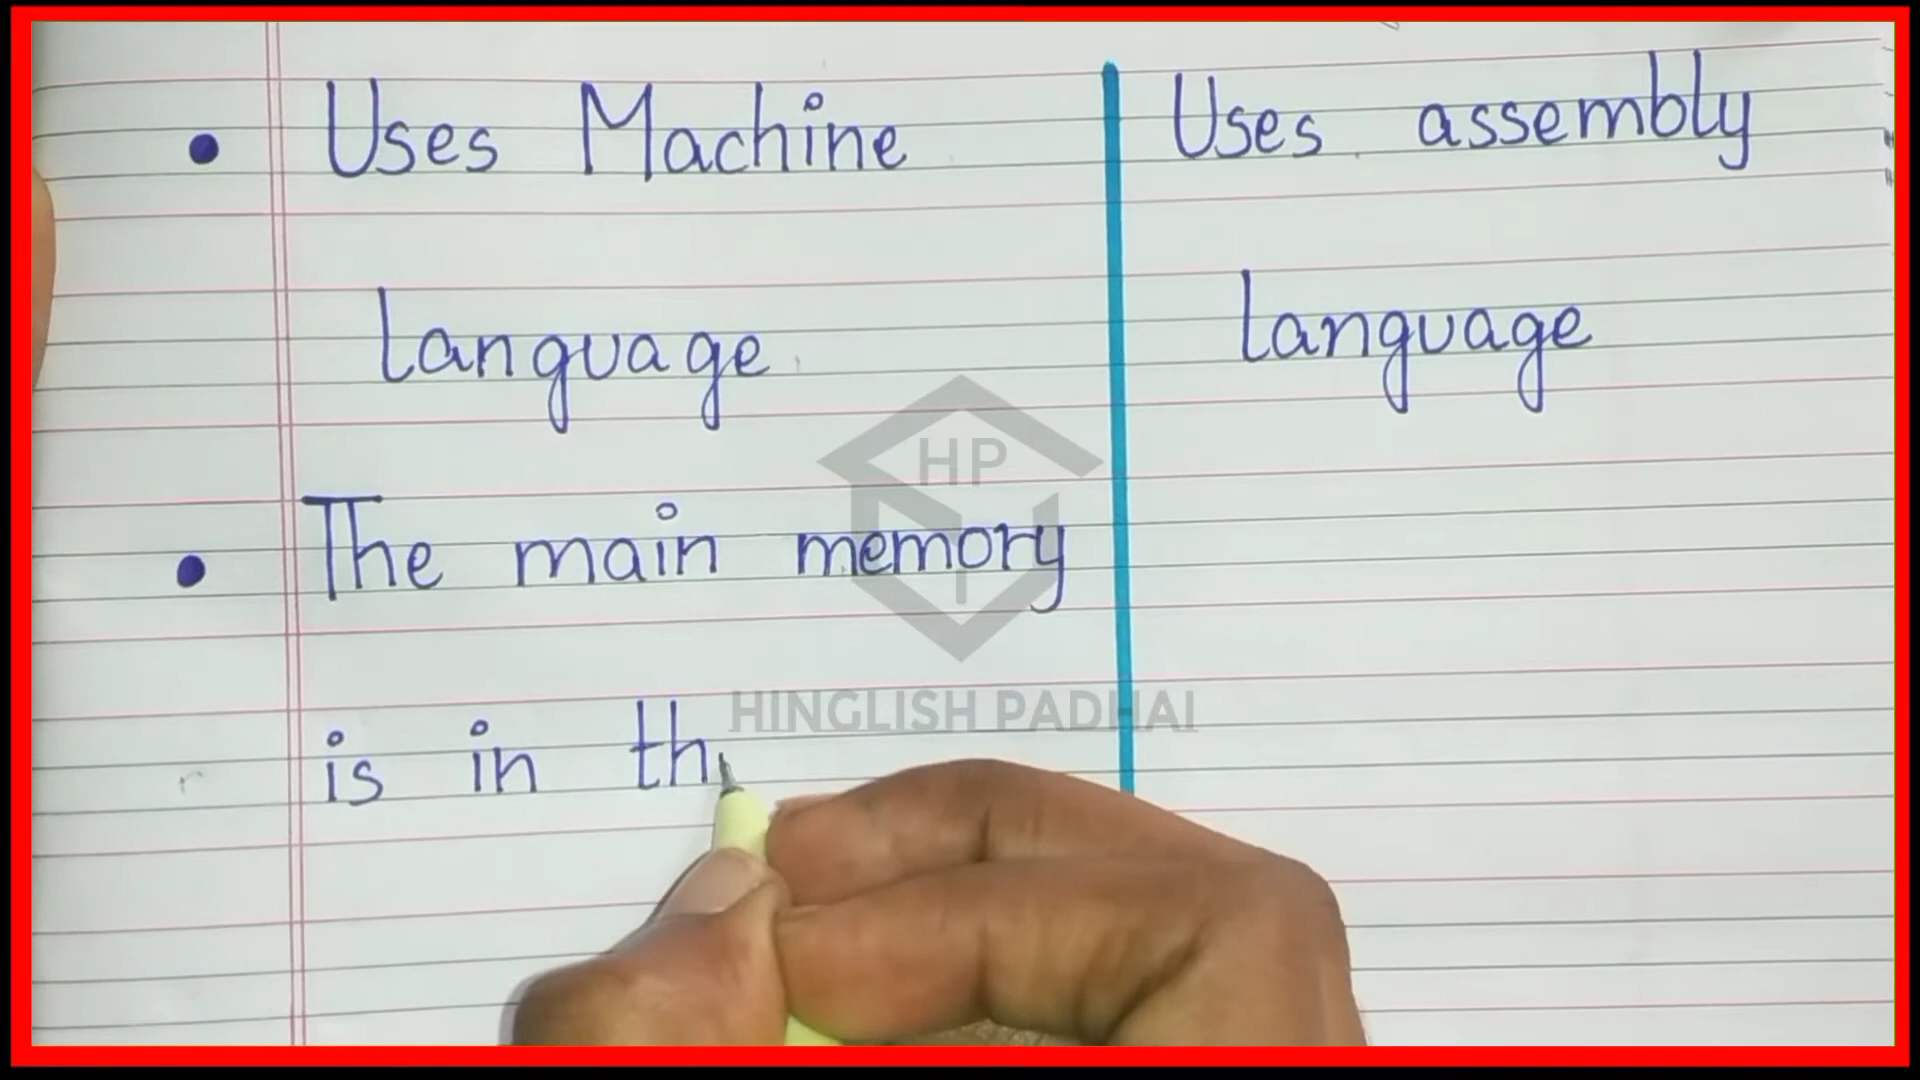 • Uses Machine
language
• The main memory
is in th
Uses assembly
language
HP
P
HINGLISH PADHAI